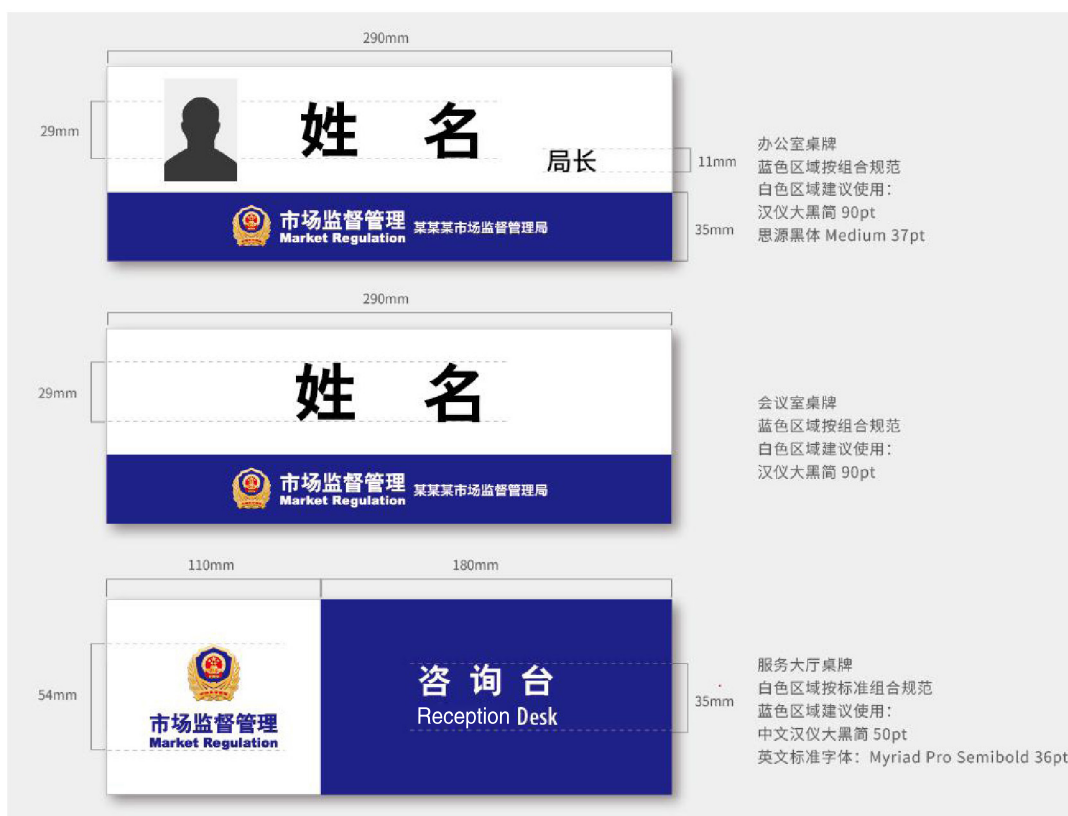 290mm
29mm
姓 名
局长
11mm
市场监督管理
Market Regulation
某某某市场监督管理局
35mm
办公室桌牌
蓝色区域按组合规范
白色区域建议使用：
汉仪大黑简 90pt
思源黑体 Medium 37pt
290mm
29mm
姓 名
市场监督管理
Market Regulation
某某某市场监督管理局
会议室桌牌
蓝色区域按组合规范
白色区域建议使用：
汉仪大黑简 90pt
110mm
180mm
54mm
市场监督管理
Market Regulation
咨 询 台
Reception Desk
35mm
服务大厅桌牌
白色区域按标准组合规范
蓝色区域建议使用：
中文汉仪大黑简 50pt
英文标准字体：Myriad Pro Semibold 36pt